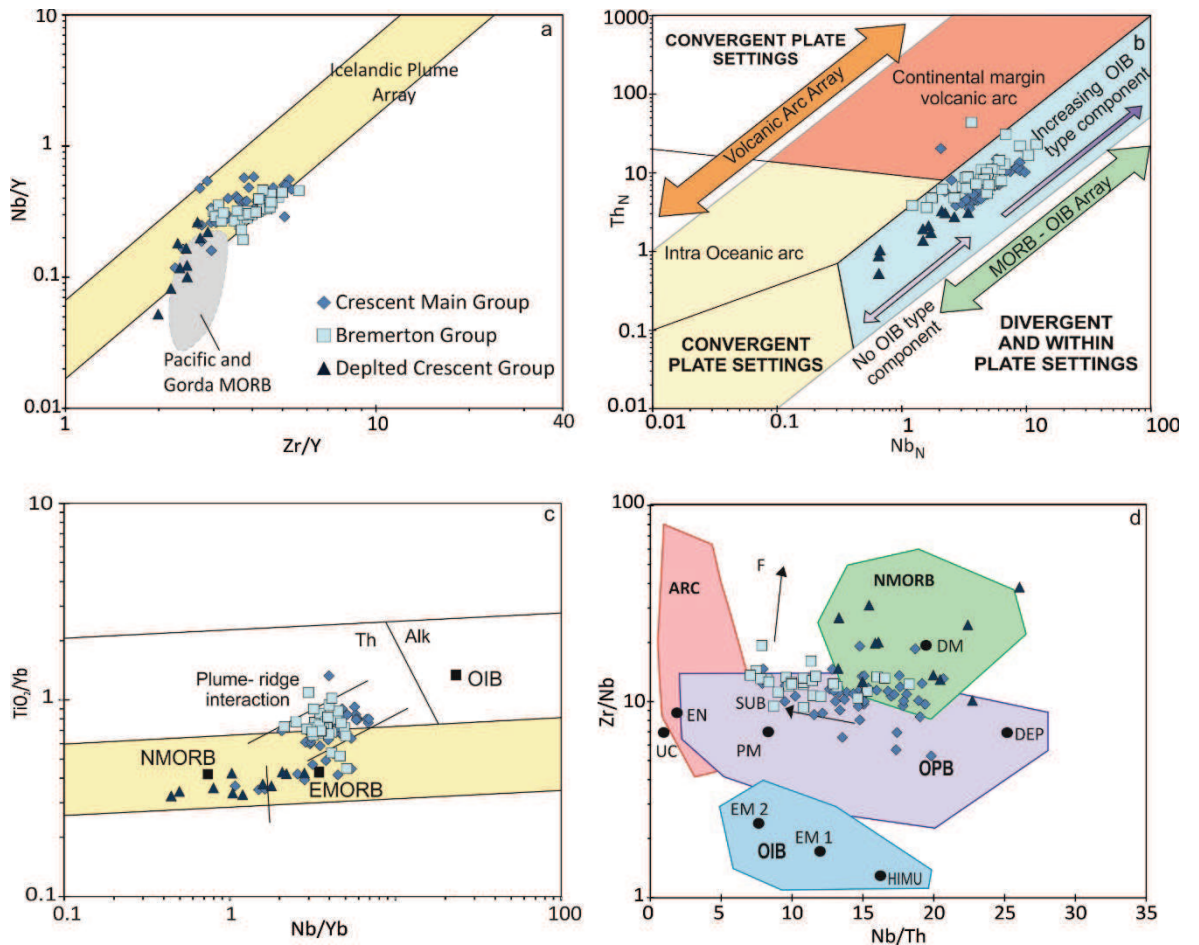 a
10
1
0.1
0.01
Nb/Y
1
10
40
Zr/Y
Icelandic Plume
Array
Crescent Main Group
Bremerton Group
Deplted Crescent Group
Pacific and
Gorda MORB
b
1000
100
10
1
0.1
0.01
ThN
0.01
0.1
1
10
100
NbN
CONVERGENT PLATE
SETTINGS
Volcanic Arc Array
Continental margin
volcanic arc
Increasing OIB
type component
Intra Oceanic arc
MORB - OIB Array
No OIB type
component
CONVERGENT
PLATE SETTINGS
DIVERGENT
AND WITHIN
PLATE SETTINGS
c
10
1
0.1
TiO2/Yb
0.1
1
10
100
Nb/Yb
Th
Alk
Plume- ridge
interaction
OIB
NMORB
EMORB
d
100
10
1
Zr/Nb
0
5
10
15
20
25
30
35
Nb/Th
F
ARC
NMORB
DM
SUB
EN
UC
PM
DEP
OPB
EM 2
EM 1
OIB
HIMU